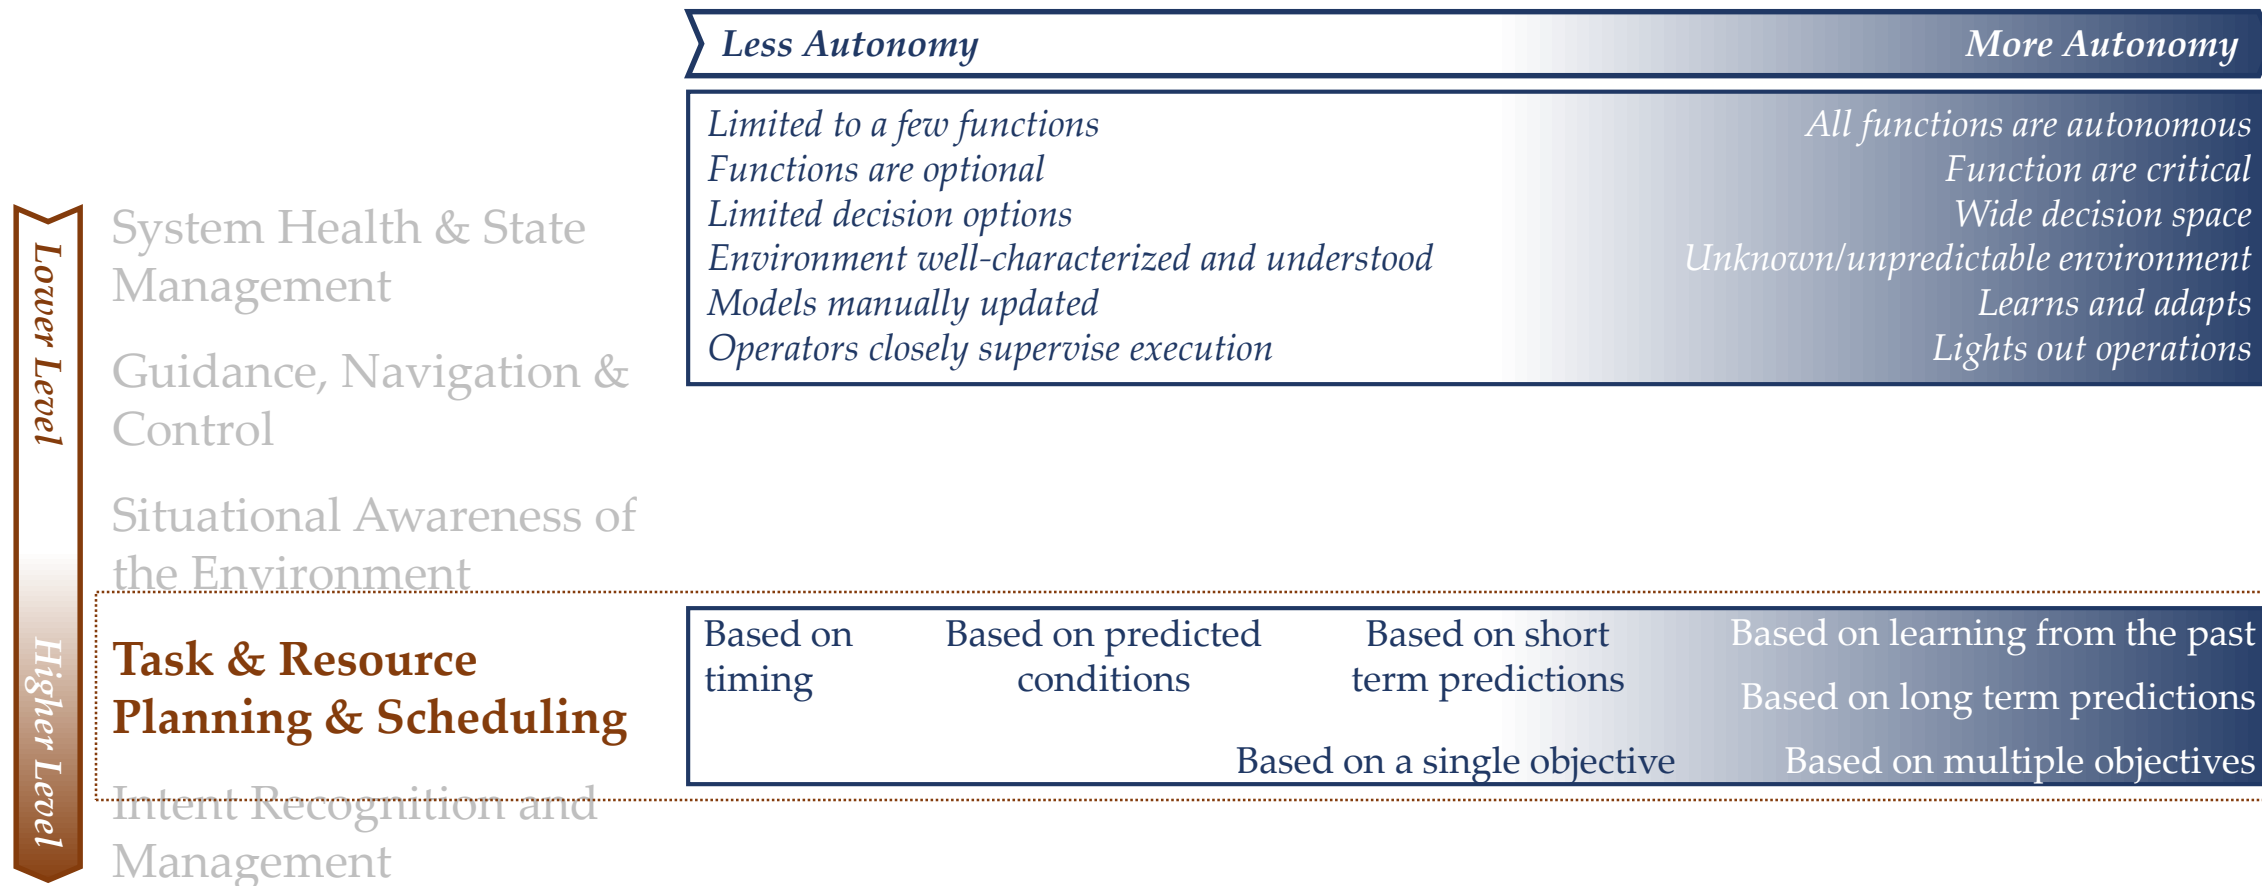 Less Autonomy
More Autonomy
Limited to a few functions
All functions are autonomous
Functions are optional
Function are critical
Limited decision options
Wide decision space
Environment well-characterized and understood
Unknown/unpredictable environment
Models manually updated
Learns and adapts
Operators closely supervise execution
Lights out operations
Lower Level
Higher Level
System Health & State
Management
Guidance, Navigation &
Control
Situational Awareness of
the Environment
Task & Resource
Planning & Scheduling
Based on
timing
Based on predicted
conditions
Based on short
term predictions
Based on learning from the past
Based on long term predictions
Based on a single objective
Based on multiple objectives
Intent Recognition and
Management